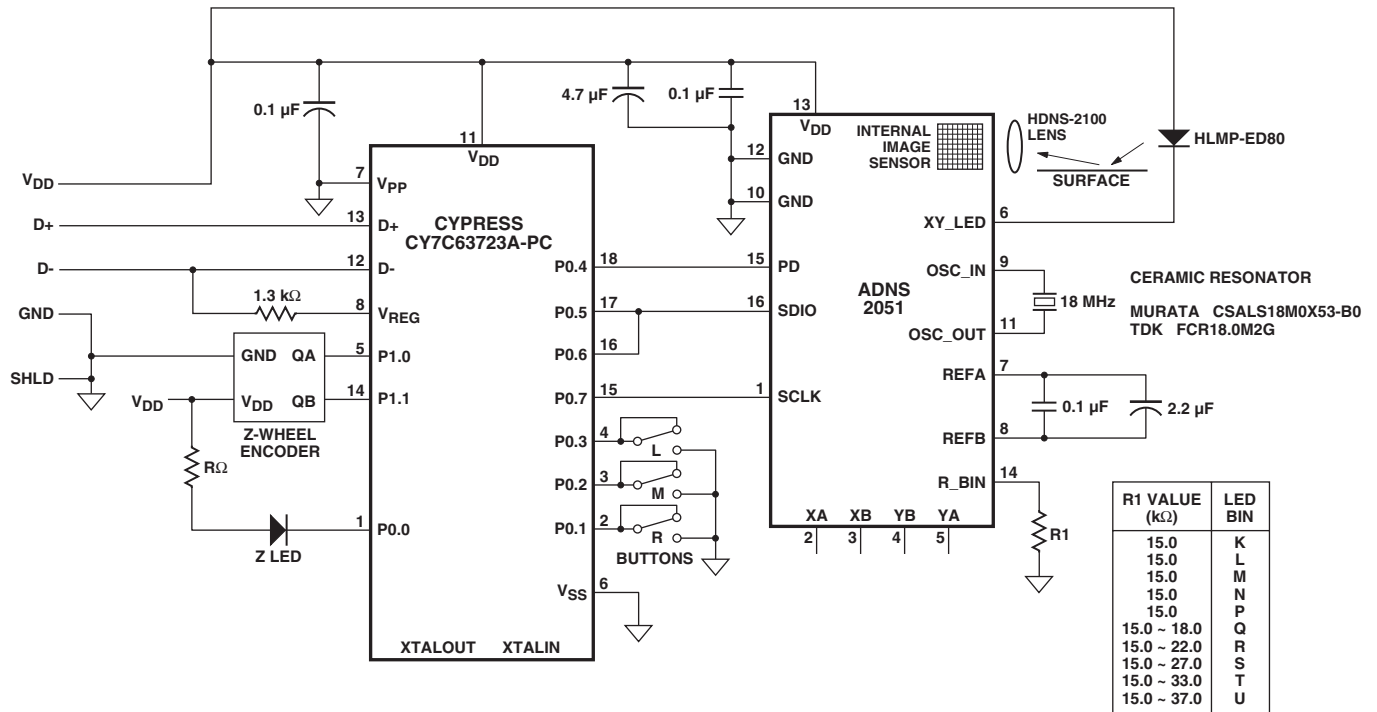 0.1 µF
4.7 µF
0.1 µF
13
VDD
INTERNAL
IMAGE
SENSOR
HDNS-2100
LENS
HLMP-ED80
SURFACE
11
VDD
12
GND
10
GND
VDD
7
VPP
D+
13
D+
CYPRESS
CY7C63723A-PC
6
XY_LED
D-
12
D-
P0.4
18
15
PD
ADNS
2051
9
OSC_IN
CERAMIC RESONATOR
1.3 kΩ
GND
8
VREG
P0.5
17
16
SDIO
18 MHz
MURATA CSALS18M0X53-B0
TDK FCR18.0M2G
11
OSC_OUT
GND QA
5
P1.0
P0.6
16
SHLD
7
REFA
VDD
VDD QB
14
P1.1
P0.7
15
1
SCLK
0.1 µF
2.2 µF
Z-WHEEL
ENCODER
P0.3
4
L
8
REFB
RΩ
P0.2
3
M
14
R_BIN
Z LED
1
P0.0
P0.1
2
R
BUTTONS
XA XB YB YA
2 3 4 5
R1
VSS
6
XTALOUT XTALIN
R1 VALUE
(kΩ)
LED
BIN
15.0 K
15.0 L
15.0 M
15.0 N
15.0 P
15.0 ~ 18.0 Q
15.0 ~ 22.0 R
15.0 ~ 27.0 S
15.0 ~ 33.0 T
15.0 ~ 37.0 U